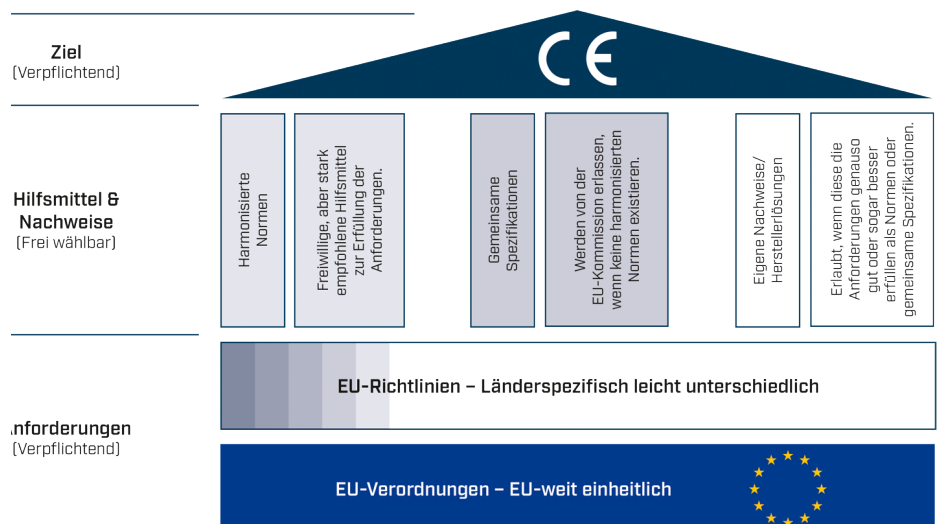 Ziel
(Verpflichtend)
CE
Hilfsmittel &
Nachweise
(Frei wählbar)
Harmonisierte
Normen
Freiwillige, aber stark
empfohlene Hilfsmittel
zur Erfüllung der
Anforderungen.
Gemeinsame
Spezifikationen
Werden von der
EU-Kommission erlassen,
wenn keine harmonisierten
Normen existieren.
Eigene Nachweise/
Herstellerlösungen
Erlaubt, wenn diese die
Anforderungen genauso
gut oder sogar besser
erfüllen als Normen oder
gemeinsame Spezifikationen.
nforderungen
(Verpflichtend)
EU-Richtlinien – Länderspezifisch leicht unterschiedlich
EU-Verordnungen – EU-weit einheitlich